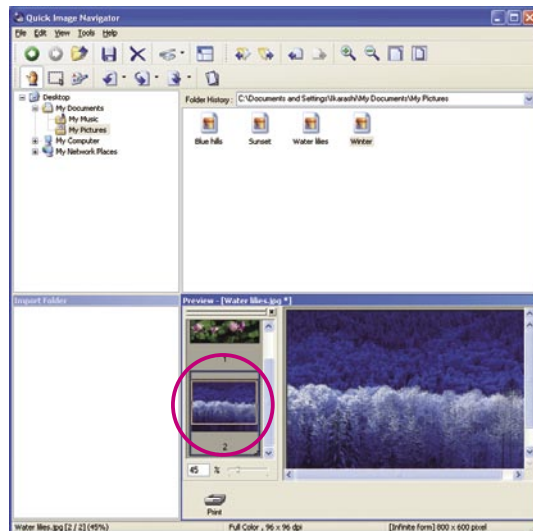 Quick Image Navigator
File Edit View Tools Help
Desktop
My Documents
My Music
My Pictures
My Computer
My Network Places
Folder History : C:\Documents and Settings\Ikarashi\My Documents\My Pictures
Blue hills Sunset Water lilies Winter
Import Folder
Preview - [Water lilies.jpg *]
1
2
45 %
Print
Water lilies.jpg [2 / 2] (45%) Full Color , 96 x 96 dpi [Infinite form] 800 x 600 pixel